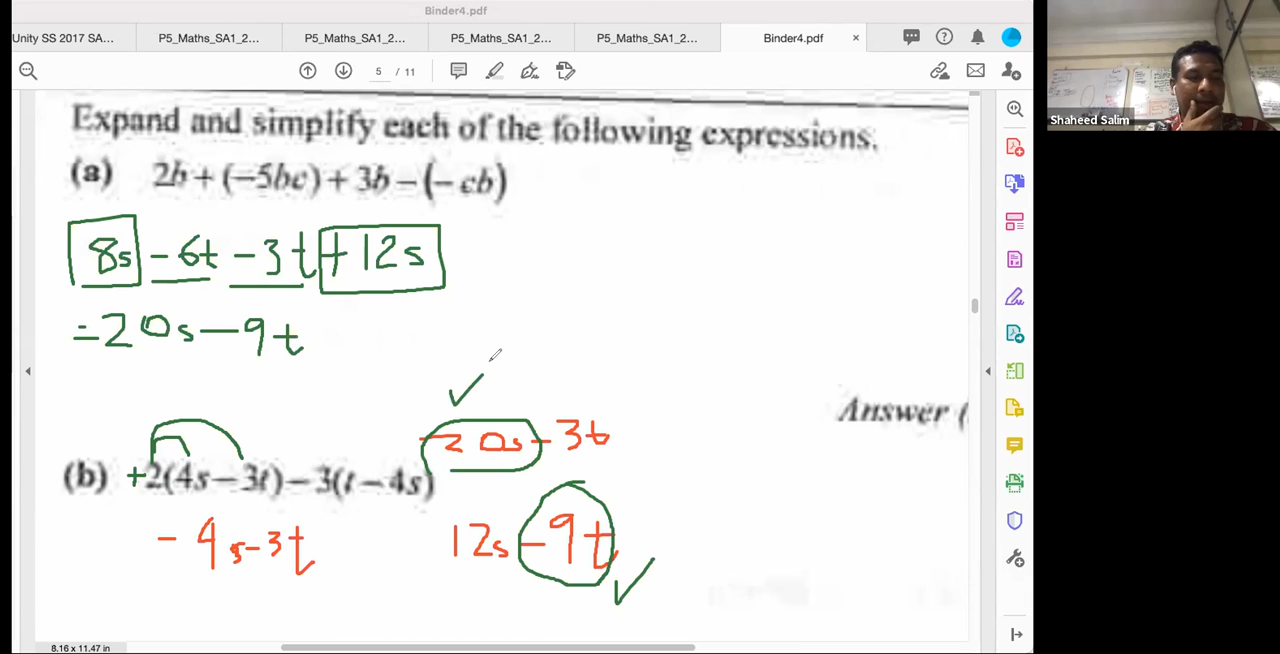 Binder4.pdf
Unity SS 2017 SA... P5_Maths_SA1_2... P5_Maths_SA1_2... P5_Maths_SA1_2... P5_Maths_SA1_2... Binder4.pdf ×
5 / 11
Shaheed Salim
Expand and simplify each of the following expressions.
(a) 2b + (−5bc) + 3b − (− cb)
8s − 6t − 3t + 12s
= 20s − 9t
Answer (
− 20s − 3t
(b) +2(4s − 3t) − 3(t − 4s)
− 4s − 3t
12s − 9t
8.16 x 11.47 in